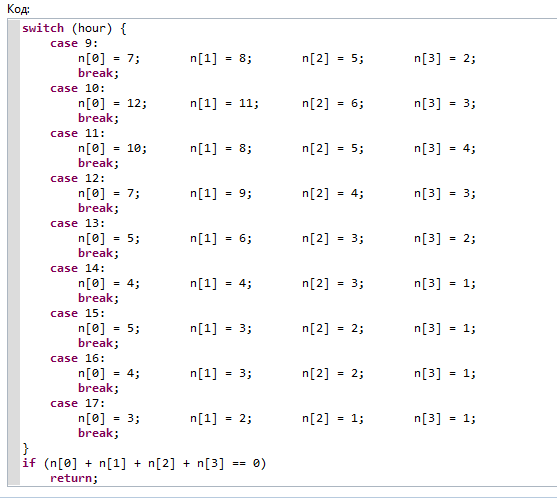 Код:
switch (hour) {
    case 9:
        n[0] = 7;       n[1] = 8;       n[2] = 5;       n[3] = 2;
        break;
    case 10:
        n[0] = 12;      n[1] = 11;      n[2] = 6;       n[3] = 3;
        break;
    case 11:
        n[0] = 10;      n[1] = 8;       n[2] = 5;       n[3] = 4;
        break;
    case 12:
        n[0] = 7;       n[1] = 9;       n[2] = 4;       n[3] = 3;
        break;
    case 13:
        n[0] = 5;       n[1] = 6;       n[2] = 3;       n[3] = 2;
        break;
    case 14:
        n[0] = 4;       n[1] = 4;       n[2] = 3;       n[3] = 1;
        break;
    case 15:
        n[0] = 5;       n[1] = 3;       n[2] = 2;       n[3] = 1;
        break;
    case 16:
        n[0] = 4;       n[1] = 3;       n[2] = 2;       n[3] = 1;
        break;
    case 17:
        n[0] = 3;       n[1] = 2;       n[2] = 1;       n[3] = 1;
        break;
}
if (n[0] + n[1] + n[2] + n[3] == 0)
    return;